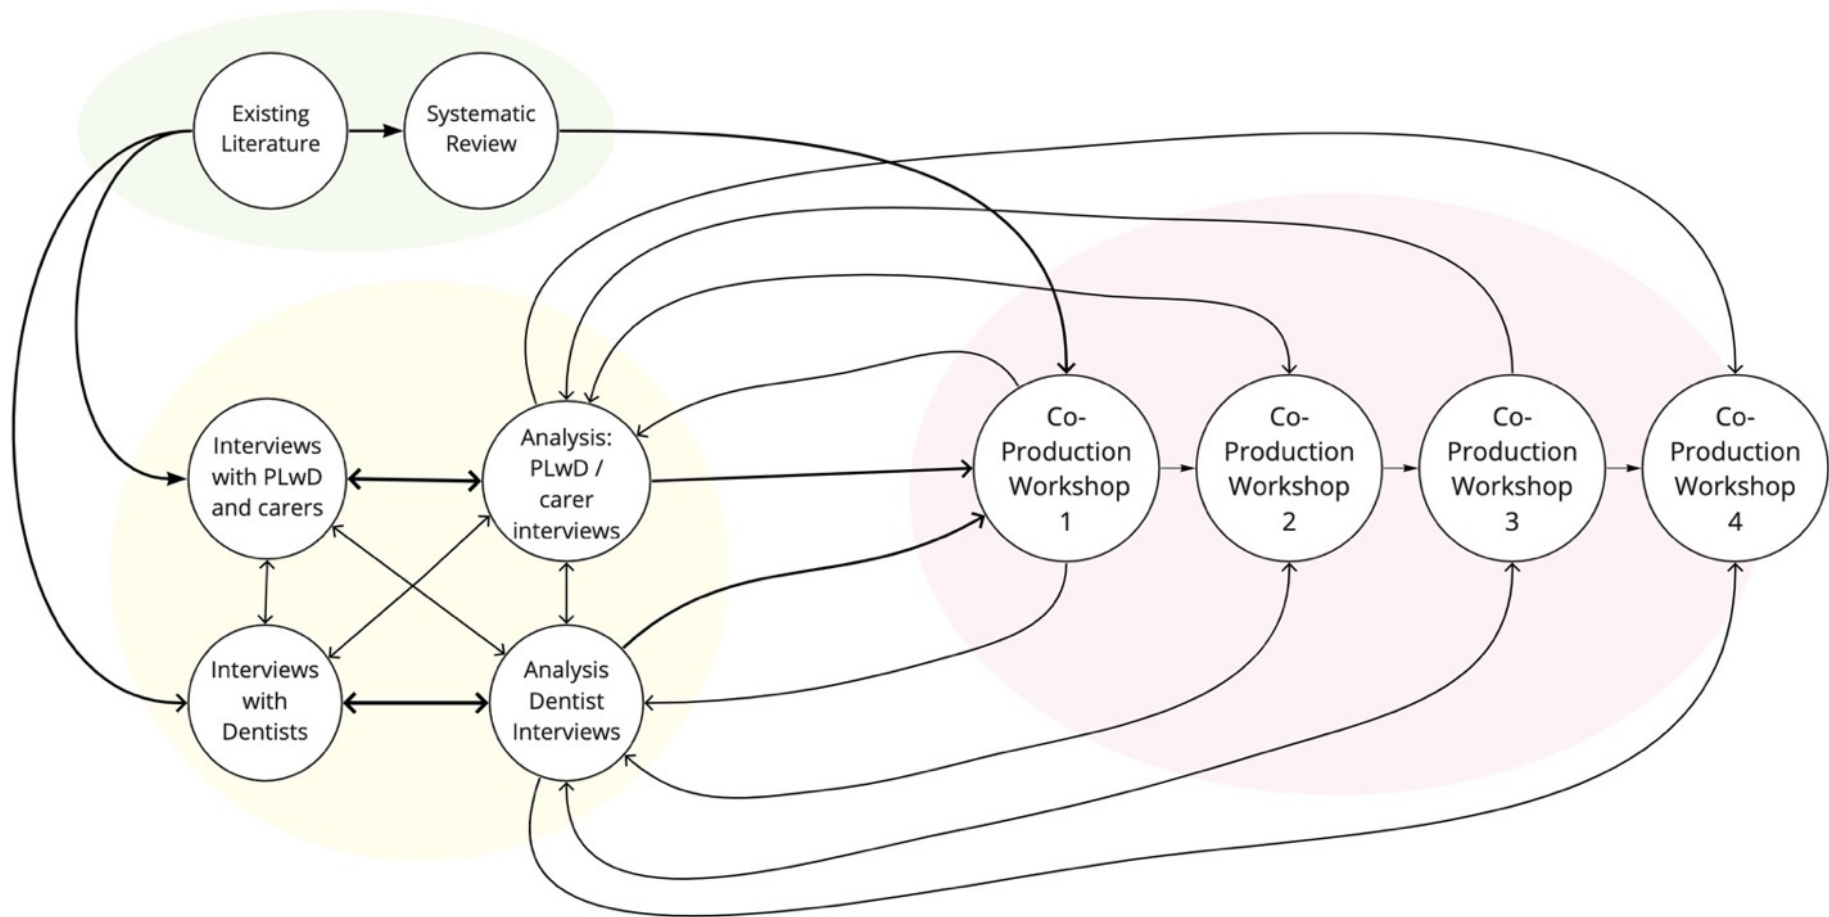 Existing
Literature
Systematic
Review
Interviews
with PLwD
and carers
Analysis:
PLwD /
carer
interviews
Co-
Production
Workshop
1
Co-
Production
Workshop
2
Co-
Production
Workshop
3
Co-
Production
Workshop
4
Interviews
with
Dentists
Analysis
Dentist
Interviews